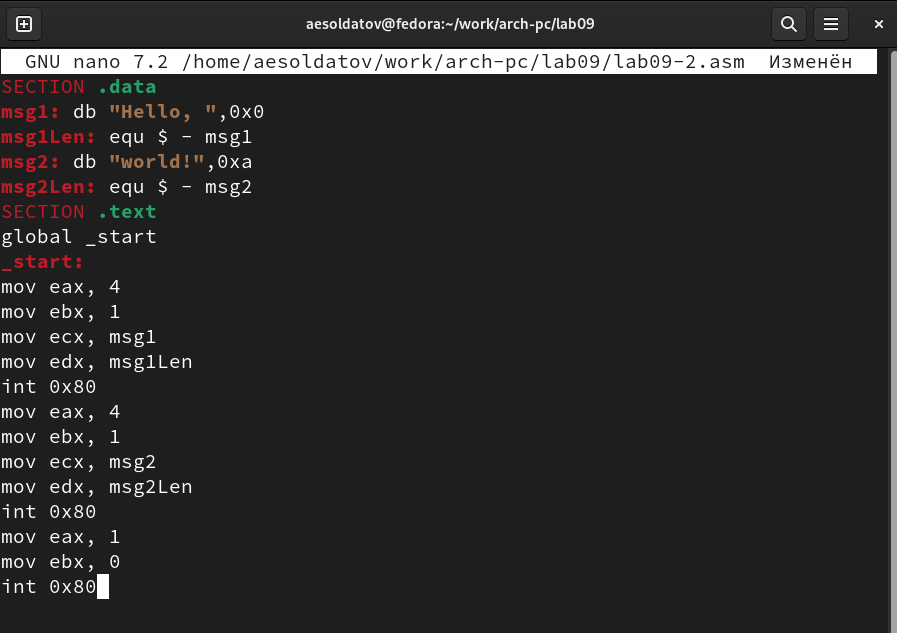 aesoldatov@fedora:~/work/arch-pc/lab09
GNU nano 7.2 /home/aesoldatov/work/arch-pc/lab09/lab09-2.asm  Изменён
SECTION .data
msg1: db "Hello, ",0x0
msg1Len: equ $ - msg1
msg2: db "world!",0xa
msg2Len: equ $ - msg2
SECTION .text
global _start
_start:
mov eax, 4
mov ebx, 1
mov ecx, msg1
mov edx, msg1Len
int 0x80
mov eax, 4
mov ebx, 1
mov ecx, msg2
mov edx, msg2Len
int 0x80
mov eax, 1
mov ebx, 0
int 0x80